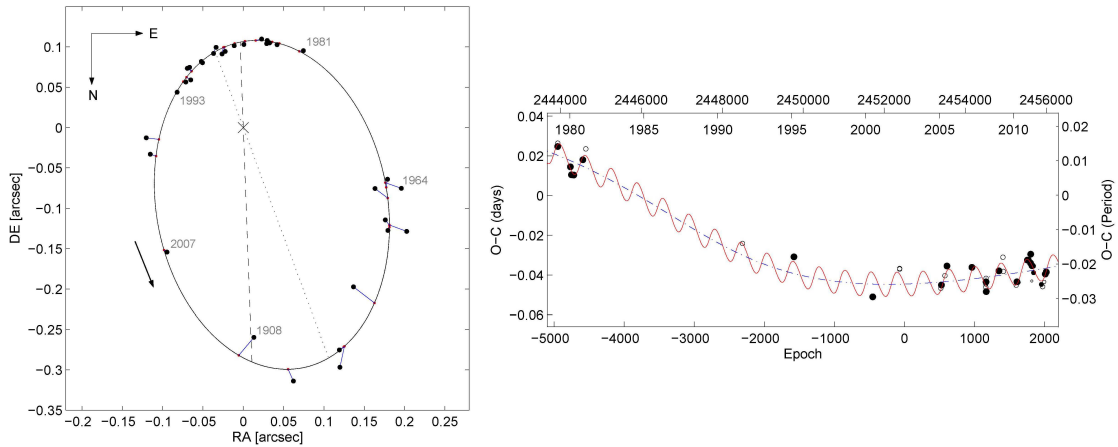 E
N
1981
1993
1964
2007
1908
0.1
0.05
0
−0.05
−0.1
−0.15
−0.2
−0.25
−0.3
−0.35
DE [arcsec]
−0.2 −0.15 −0.1 −0.05 0 0.05 0.1 0.15 0.2 0.25
RA [arcsec]
2444000 2446000 2448000 2450000 2452000 2454000 2456000
1980 1985 1990 1995 2000 2005 2010
0.04
0.02
0
−0.02
−0.04
−0.06
O−C (days)
0.02
0.01
0.00
−0.01
−0.02
−0.03
O−C (Period)
−5000 −4000 −3000 −2000 −1000 0 1000 2000
Epoch